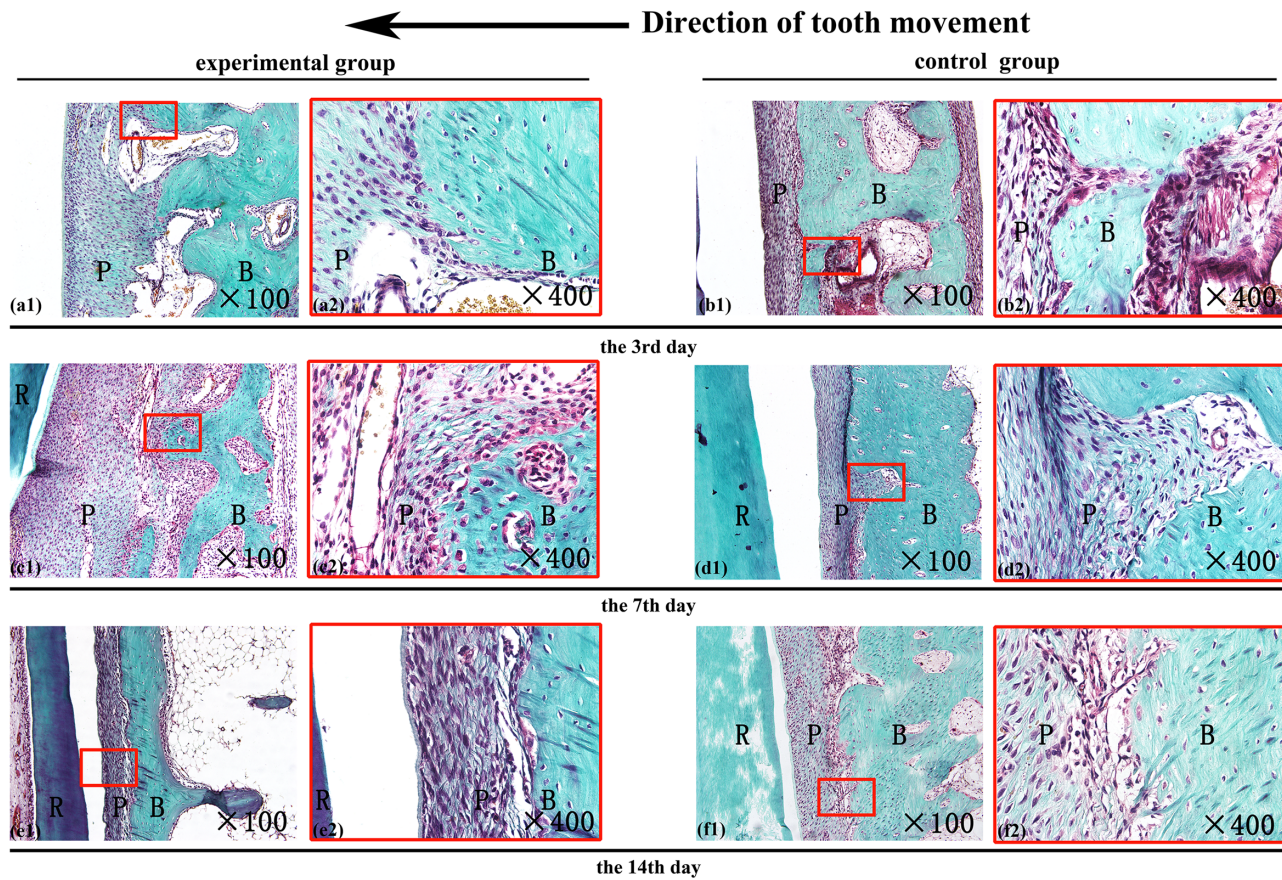 Direction of tooth movement
experimental group
control group
P B ×100 (a1)
P B ×400 (a2)
P B ×100 (b1)
P B ×400 (b2)
the 3rd day
R P B ×100 (c1)
P B ×400 (c2)
R P B ×100 (d1)
P B ×400 (d2)
the 7th day
R P B ×100 (e1)
R P B ×400 (e2)
R P B ×100 (f1)
P B ×400 (f2)
the 14th day